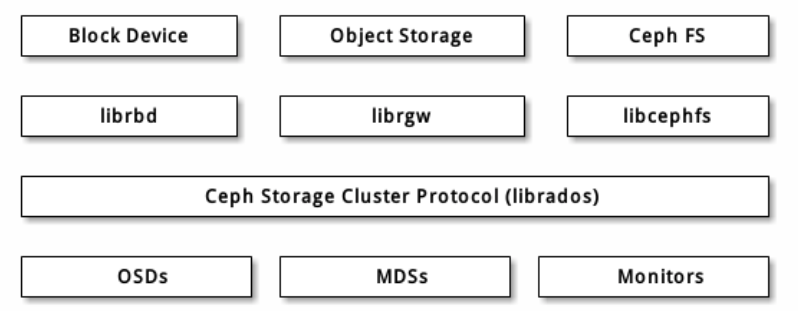 Block Device
Object Storage
Ceph FS
librbd
librgw
libcephfs
Ceph Storage Cluster Protocol (librados)
OSDs
MDSs
Monitors